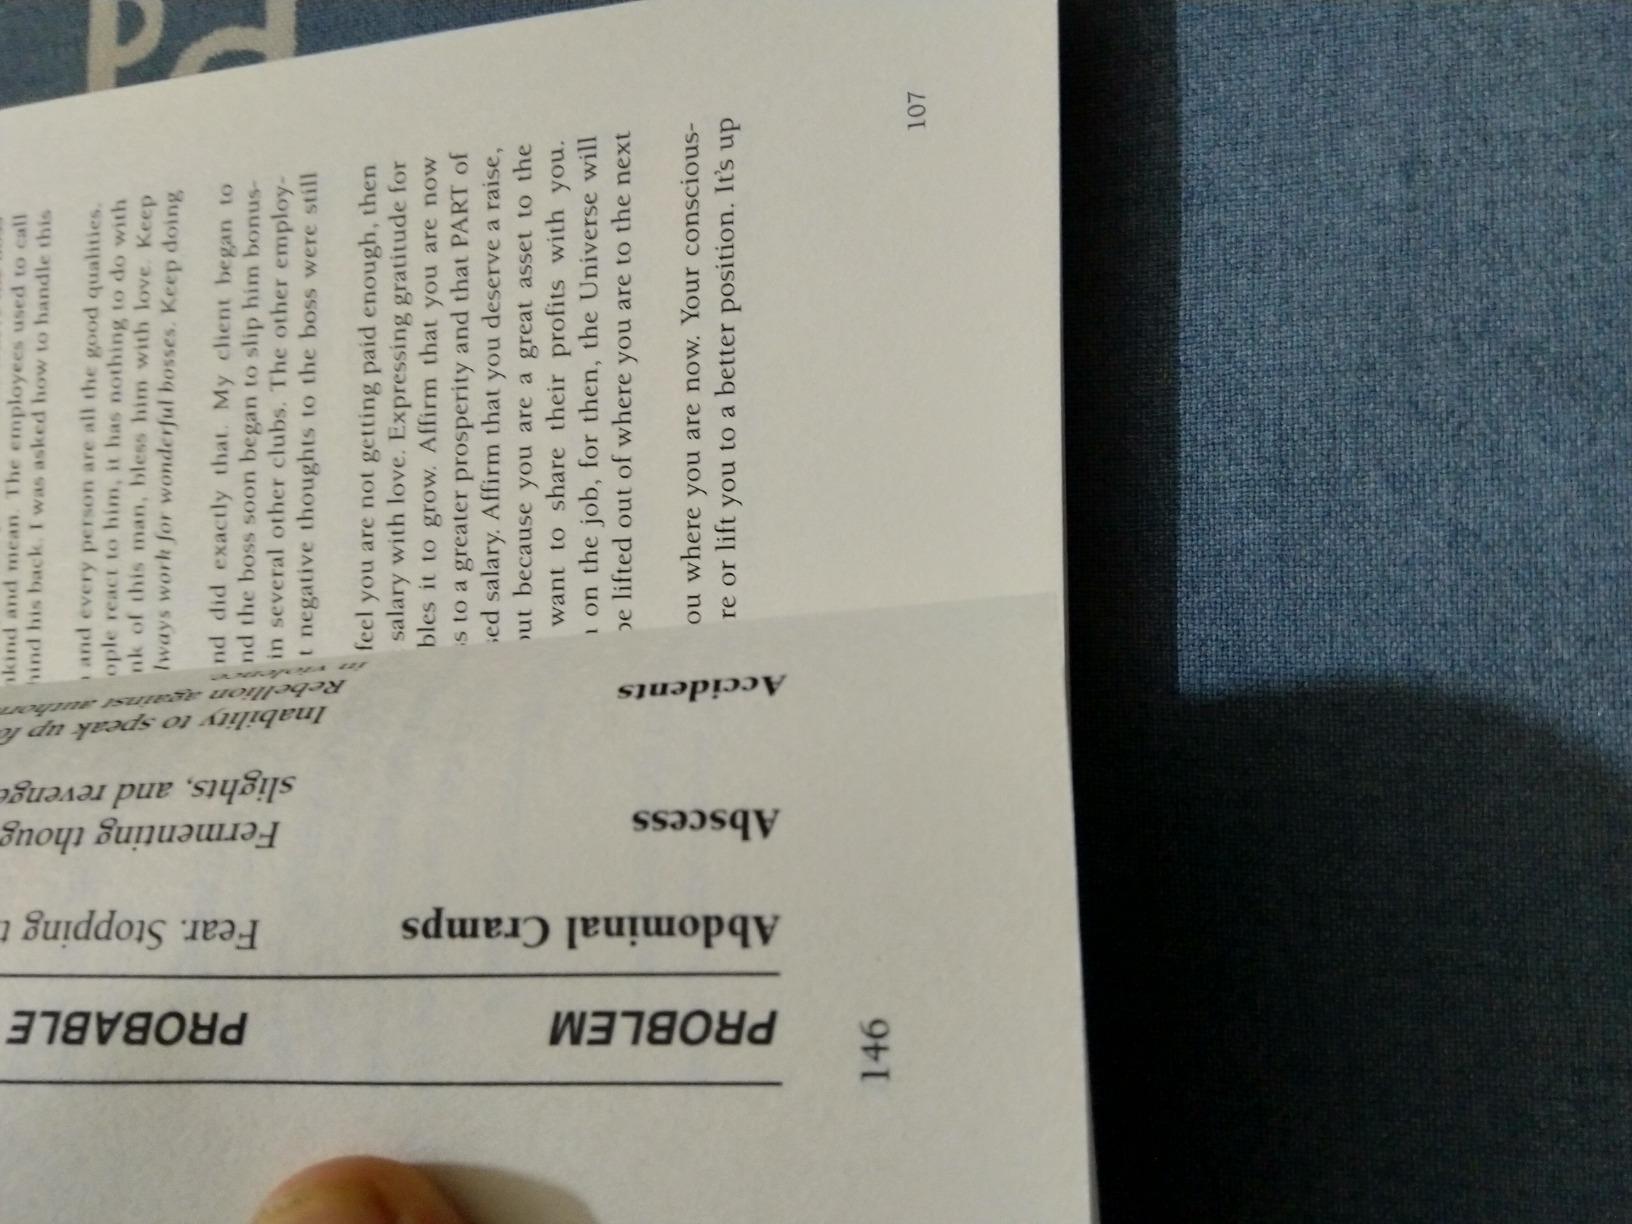 kind and mean. The employees used to call
hind his back. I was asked how to handle this
and every person are all the good qualities.
ople react to him, it has nothing to do with
nk of this man, bless him with love. Keep
lways work for wonderful bosses. Keep doing
nd did exactly that. My client began to
nd the boss soon began to slip him bonus-
in several other clubs. The other employ-
t negative thoughts to the boss were still
feel you are not getting paid enough, then
salary with love. Expressing gratitude for
bles it to grow. Affirm that you are now
s to a greater prosperity and that PART of
sed salary. Affirm that you deserve a raise,
out because you are a great asset to the
want to share their profits with you.
on the job, for then, the Universe will
be lifted out of where you are to the next
ou where you are now. Your conscious-
re or lift you to a better position. It's up
107
146
PROBLEM PROBABLE
Abdominal Cramps Fear. Stopping t
Abscess Fermenting thoug
slights, and revenge
Accidents Inability to speak up fo
Rebellion against author
in violence